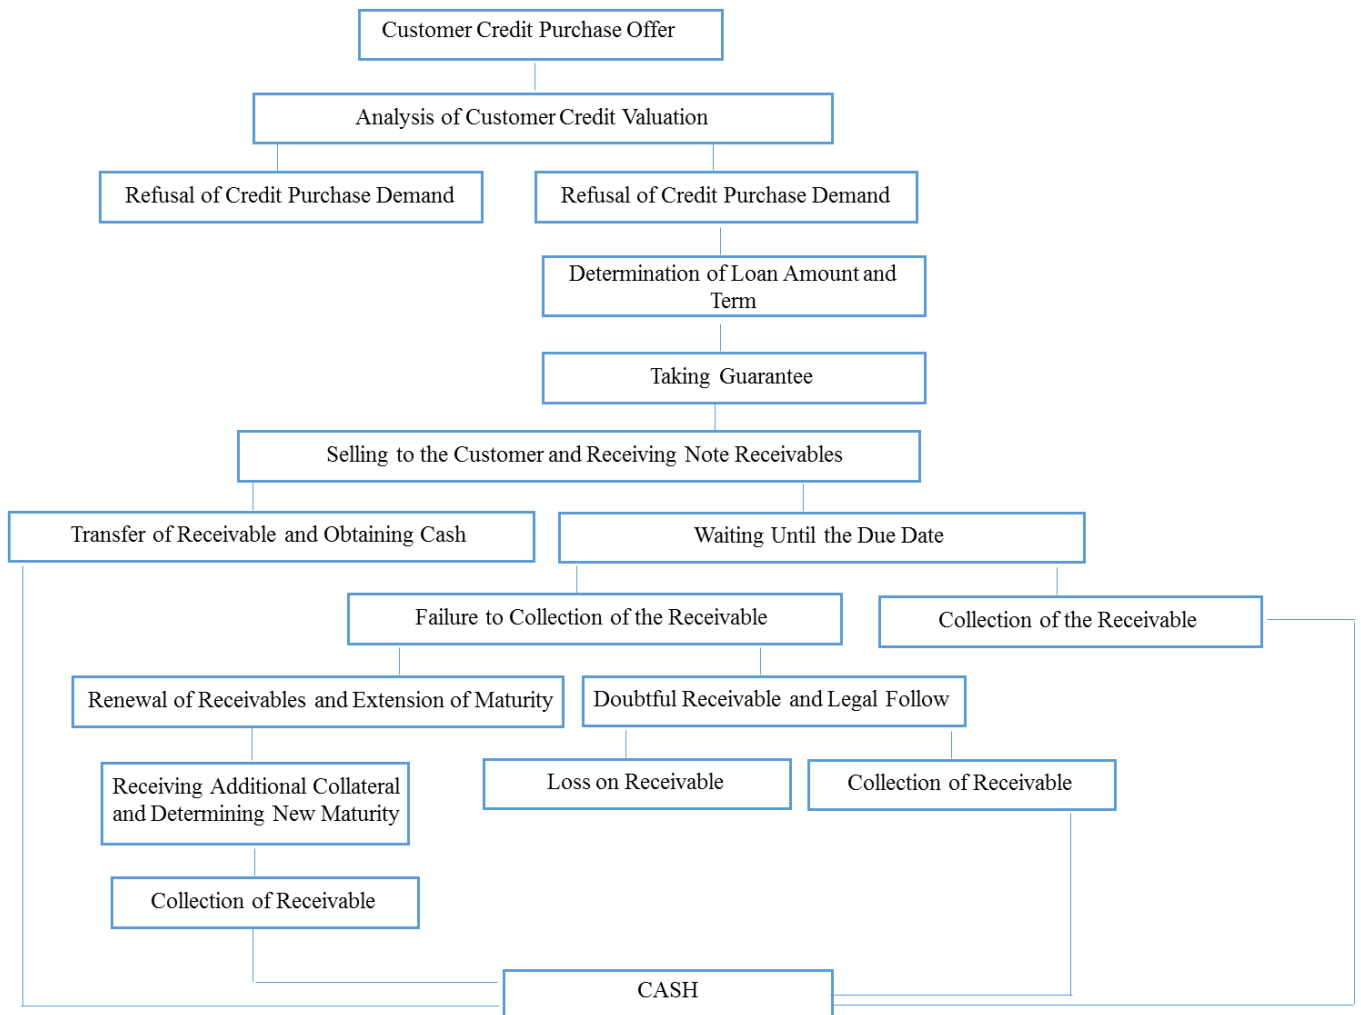 Customer Credit Purchase Offer
Analysis of Customer Credit Valuation
Refusal of Credit Purchase Demand
Refusal of Credit Purchase Demand
Determination of Loan Amount and
Term
Taking Guarantee
Selling to the Customer and Receiving Note Receivables
Transfer of Receivable and Obtaining Cash
Waiting Until the Due Date
Failure to Collection of the Receivable
Collection of the Receivable
Renewal of Receivables and Extension of Maturity
Doubtful Receivable and Legal Follow
Receiving Additional Collateral
and Determining New Maturity
Loss on Receivable
Collection of Receivable
Collection of Receivable
CASH